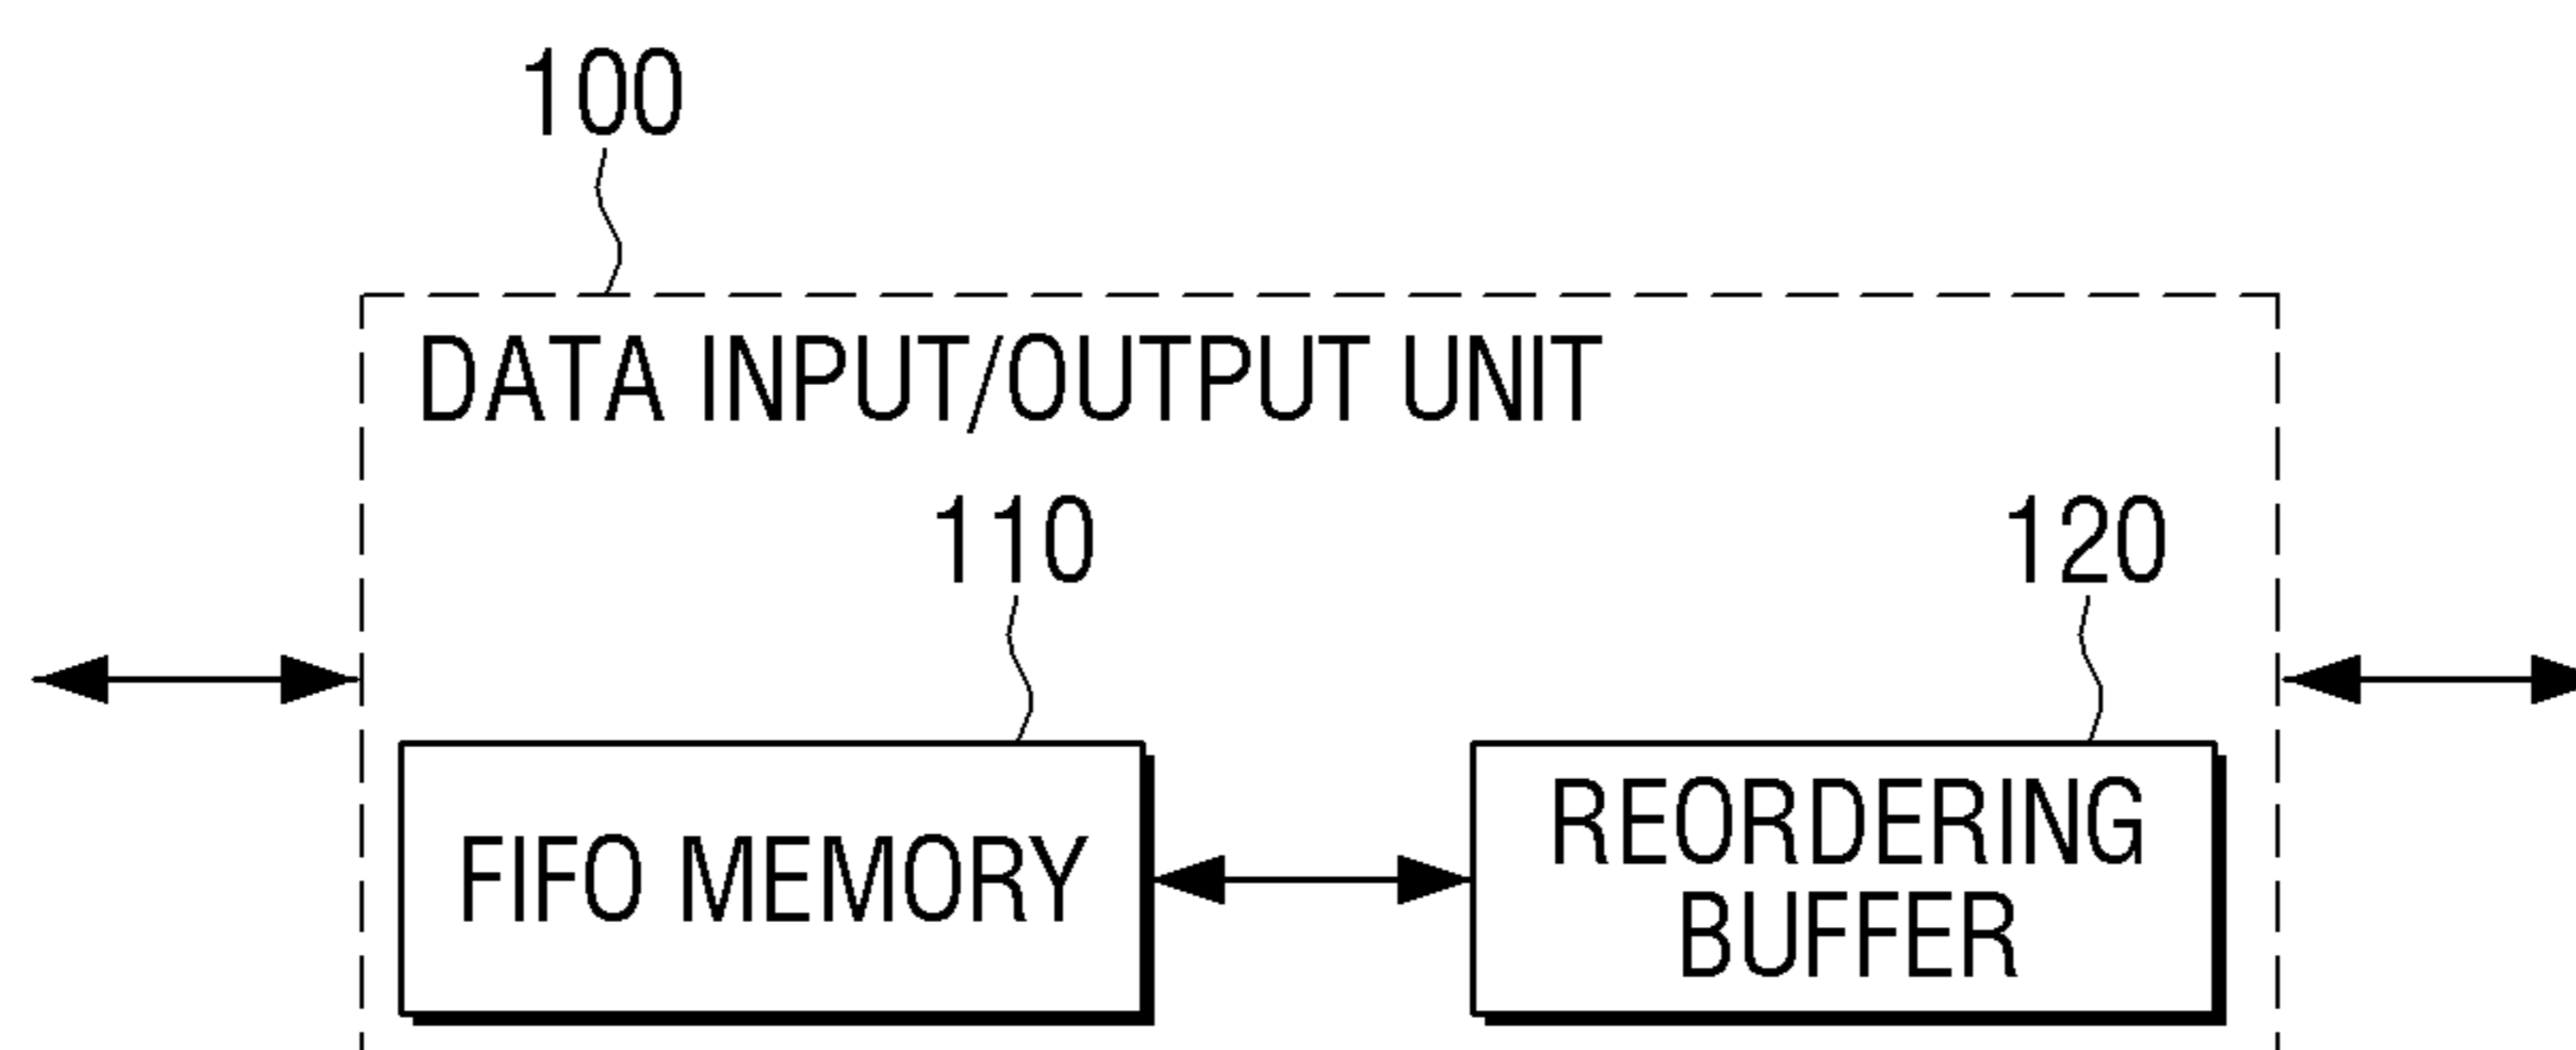 100
DATA INPUT/OUTPUT UNIT
110
120
FIFO MEMORY
REORDERING
BUFFER